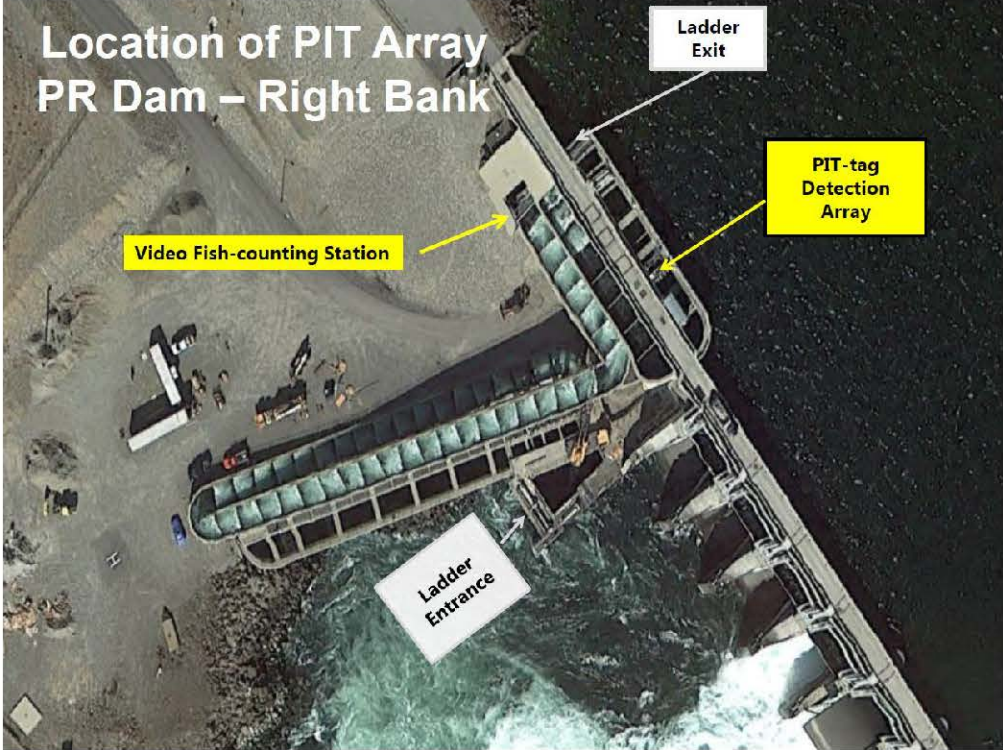 Location of PIT Array
PR Dam – Right Bank
Ladder
Exit
PIT-tag
Detection
Array
Video Fish-counting Station
Ladder
Entrance